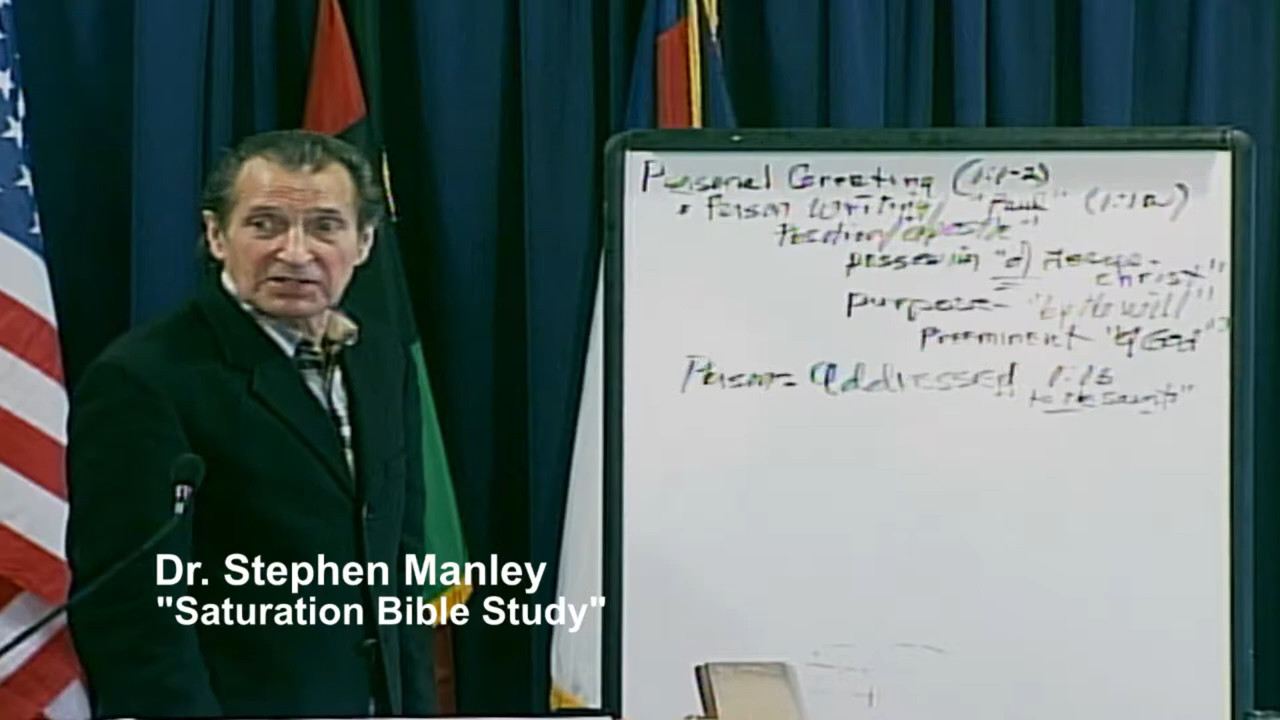 Personal Greeting (1:1-2)
Person Writing "Paul" (1:1a)
Position/apostle"
possession "of Jesus
Christ"
purpose- "by the will"
Preeminent "of God"
Persons Addressed 1:1b
to the saints"
Dr. Stephen Manley
"Saturation Bible Study"